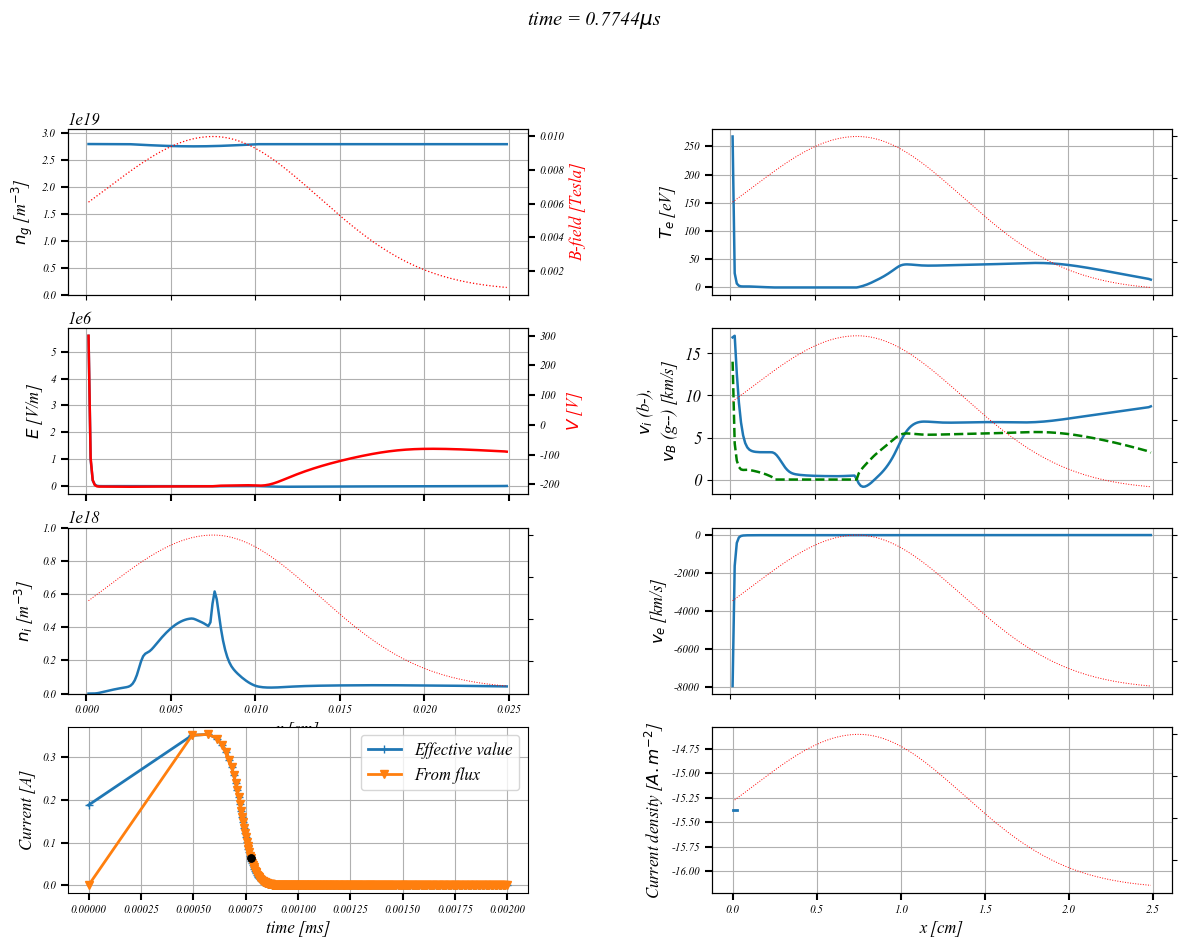 time = 0.7744μs
1e19
3.0
2.5
2.0
1.5
1.0
0.5
0.0
n_g [m^{-3}]
0.010
0.008
0.006
0.004
0.002
B-field [Tesla]
250
200
150
100
50
0
T_e [eV]
1e6
5
4
3
2
1
0
E [V/m]
300
200
100
0
-100
-200
V [V]
15
10
5
0
v_i (b-),
v_B (g--) [km/s]
1e18
1.0
0.8
0.6
0.4
0.2
0.0
n_i [m^{-3}]
0.000 0.005 0.010 0.015 0.020 0.025
0
-2000
-4000
-6000
-8000
v_e [km/s]
0.3
0.2
0.1
0.0
Current [A]
Effective value
From flux
0.00000 0.00025 0.00050 0.00075 0.00100 0.00125 0.00150 0.00175 0.00200
time [ms]
-14.75
-15.00
-15.25
-15.50
-15.75
-16.00
Current density [A.m^{-2}]
0.0 0.5 1.0 1.5 2.0 2.5
x [cm]